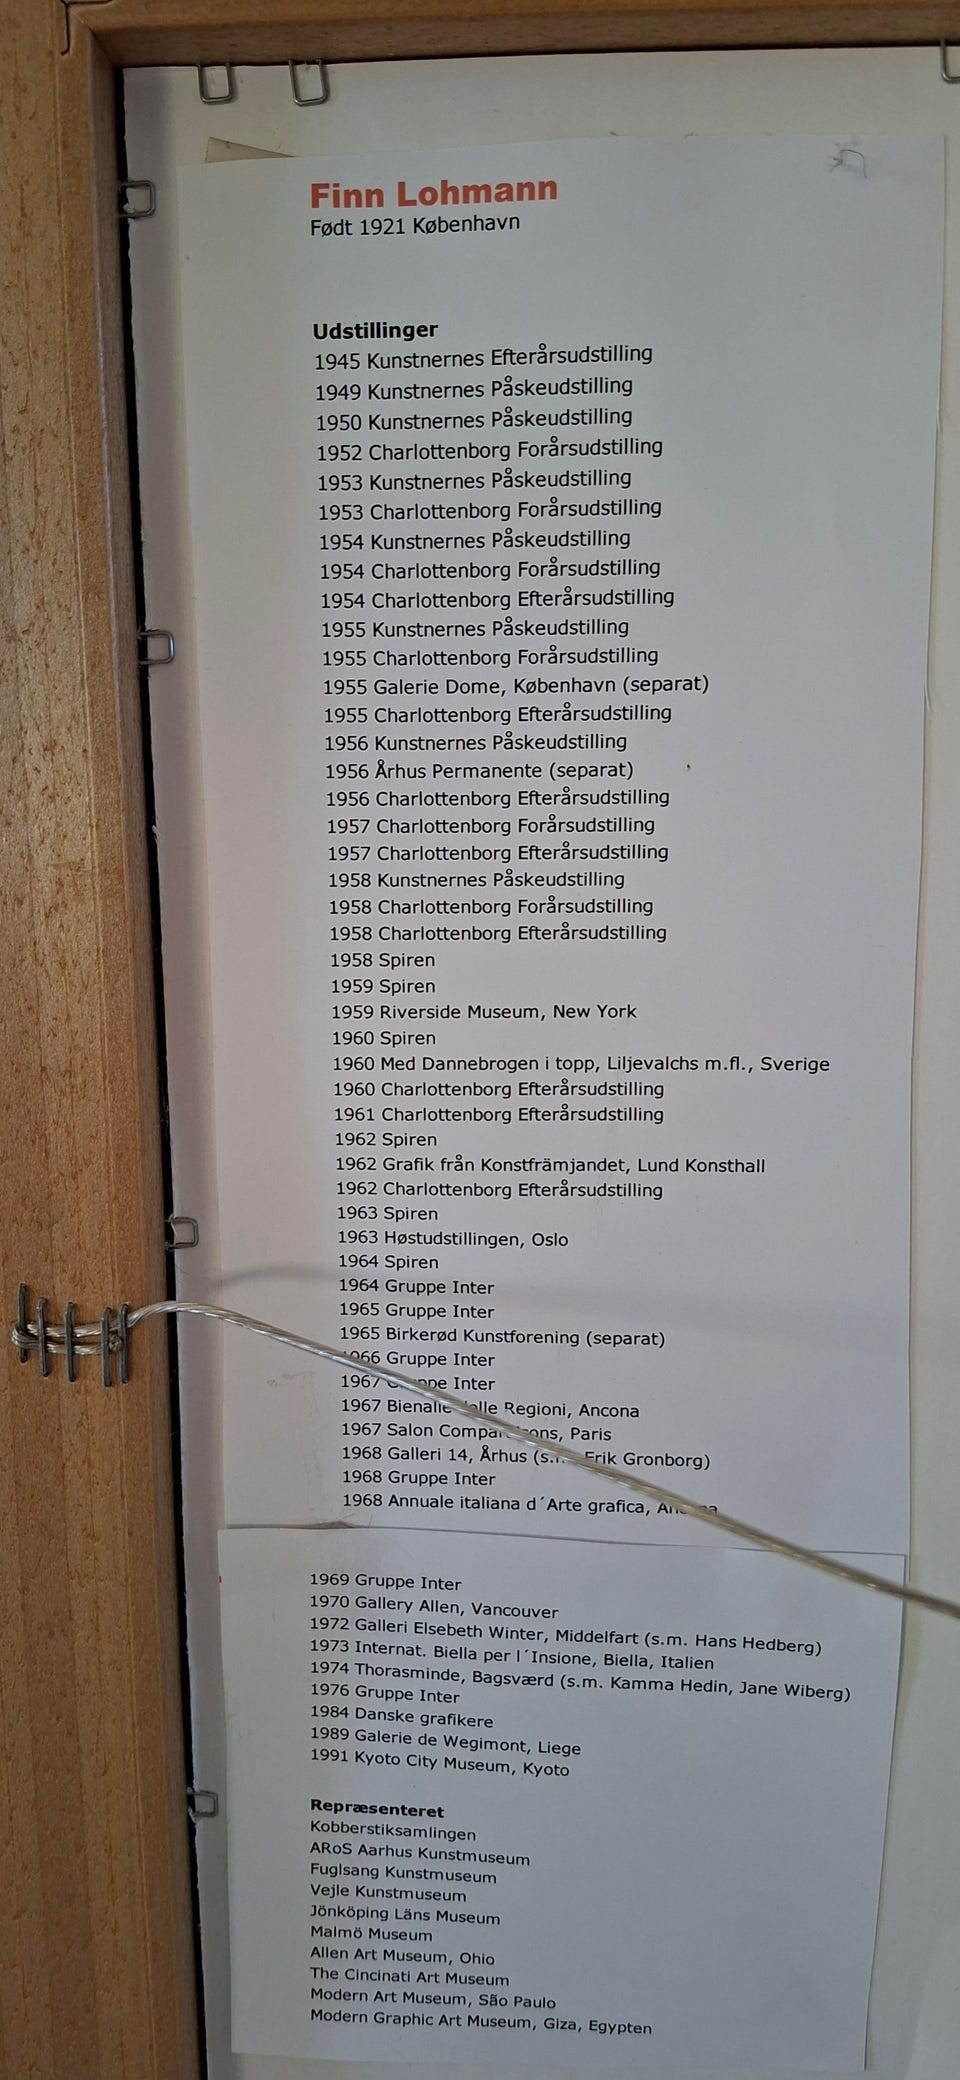 Finn Lohmann
Født 1921 København
Udstillinger
1945 Kunstnernes Efterårsudstilling
1949 Kunstnernes Påskeudstilling
1950 Kunstnernes Påskeudstilling
1952 Charlottenborg Forårsudstilling
1953 Kunstnernes Påskeudstilling
1953 Charlottenborg Forårsudstilling
1954 Kunstnernes Påskeudstilling
1954 Charlottenborg Forårsudstilling
1954 Charlottenborg Efterårsudstilling
1955 Kunstnernes Påskeudstilling
1955 Charlottenborg Forårsudstilling
1955 Galerie Dome, København (separat)
1955 Charlottenborg Efterårsudstilling
1956 Kunstnernes Påskeudstilling
1956 Århus Permanente (separat)
1956 Charlottenborg Efterårsudstilling
1957 Charlottenborg Forårsudstilling
1957 Charlottenborg Efterårsudstilling
1958 Kunstnernes Påskeudstilling
1958 Charlottenborg Forårsudstilling
1958 Charlottenborg Efterårsudstilling
1958 Spiren
1959 Spiren
1959 Riverside Museum, New York
1960 Spiren
1960 Med Dannebrogen i topp, Liljevalchs m.fl., Sverige
1960 Charlottenborg Efterårsudstilling
1961 Charlottenborg Efterårsudstilling
1962 Spiren
1962 Grafik från Konstfrämjandet, Lund Konsthall
1962 Charlottenborg Efterårsudstilling
1963 Spiren
1963 Høstudstillingen, Oslo
1964 Spiren
1964 Gruppe Inter
1965 Gruppe Inter
1965 Birkerød Kunstforening (separat)
1966 Gruppe Inter
1967 Gruppe Inter
1967 Bienalle Regioni, Ancona
1967 Salon Paris
1968 Galleri 14, Århus Erik Gronborg)
1968 Gruppe Inter
1968 Annuale italiana d´Arte grafica,
1969 Gruppe Inter
1970 Gallery Allen, Vancouver
1972 Galleri Elsebeth Winter, Middelfart (s.m. Hans Hedberg)
1973 Internat. Biella per l´Insione, Biella, Italien
1974 Thorasminde, Bagsværd (s.m. Kamma Hedin, Jane Wiberg)
1976 Gruppe Inter
1984 Danske grafikere
1989 Galerie de Wegimont, Liege
1991 Kyoto City Museum, Kyoto
Repræsenteret
Kobberstiksamlingen
ARoS Aarhus Kunstmuseum
Fuglsang Kunstmuseum
Vejle Kunstmuseum
Jönköping Läns Museum
Malmö Museum
Allen Art Museum, Ohio
The Cincinati Art Museum
Modern Art Museum, São Paulo
Modern Graphic Art Museum, Giza, Egypten